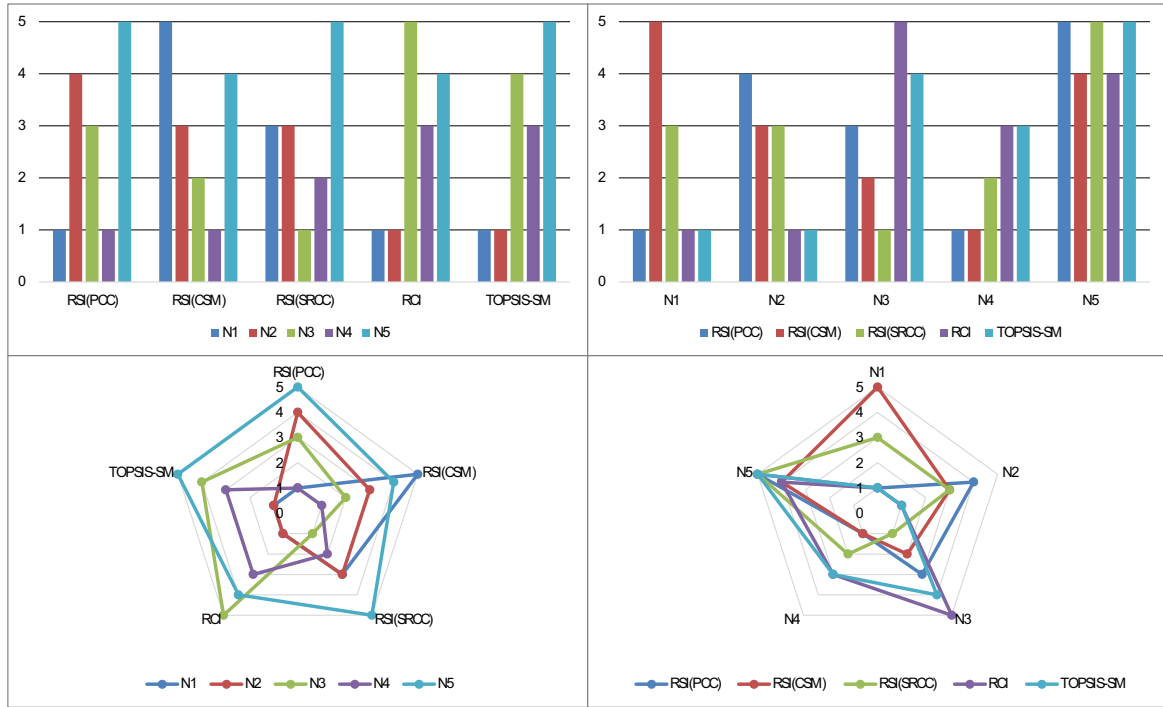 5
4
3
2
1
0
RSI(PCC) RSI(CSM) RSI(SRCC) RCI TOPSIS-SM
N1 N2 N3 N4 N5
5
4
3
2
1
0
N1 N2 N3 N4 N5
RSI(PCC) RSI(CSM) RSI(SRCC) RCI TOPSIS-SM
RSI(PCC)
5
4
3
2
1
0
TOPSIS-SM RSI(CSM)
RCI RSI(SRCC)
N1 N2 N3 N4 N5
N1
5
4
3
2
1
0
N5 N2
N4 N3
RSI(PCC) RSI(CSM) RSI(SRCC) RCI TOPSIS-SM